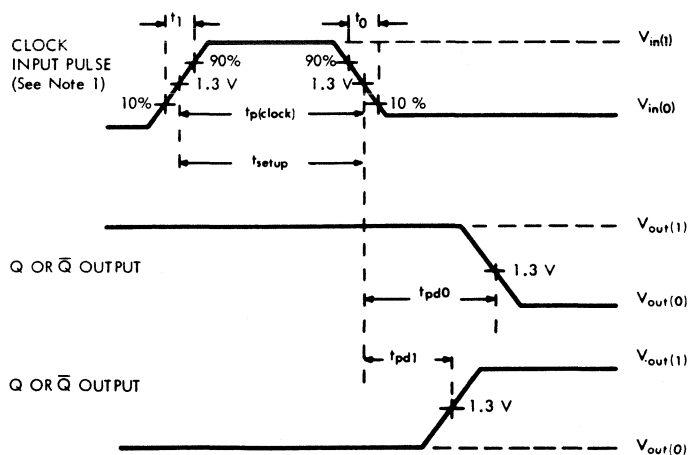 t1
t0
CLOCK
INPUT PULSE
(See Note 1)
Vin(1)
90%
90%
1.3 V
1.3 V
10%
10 %
tp(clock)
Vin(0)
tsetup
Vout(1)
Q OR Q̅ OUTPUT
1.3 V
tpd0
Vout(0)
Vout(1)
tpd1
Q OR Q̅ OUTPUT
1.3 V
Vout(0)